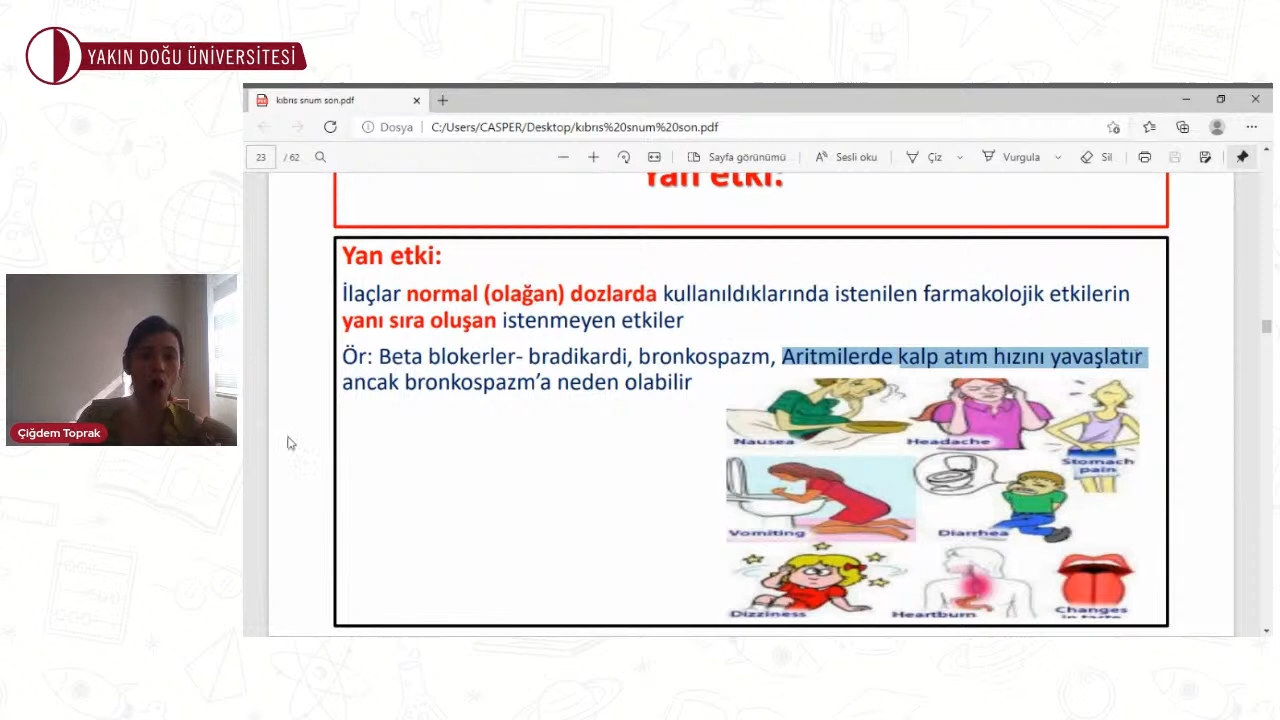 YAKIN DOĞU ÜNİVERSİTESİ
kıbrıs snum son.pdf
Dosya
C:/Users/CASPER/Desktop/kıbrıs%20snum%20son.pdf
23 / 62
Sayfa görünümü
Sesli oku
Çiz
Vurgula
Sil
Yan etki:
Yan etki:
İlaçlar normal (olağan) dozlarda kullanıldıklarında istenilen farmakolojik etkilerin
yanı sıra oluşan istenmeyen etkiler
Ör: Beta blokerler- bradikardi, bronkospazm, Aritmilerde kalp atım hızını yavaşlatır
ancak bronkospazm’a neden olabilir
Nausea
Headache
Stomach
pain
Vomiting
Diarrhea
Dizziness
Heartburn
Changes
in taste
Çiğdem Toprak